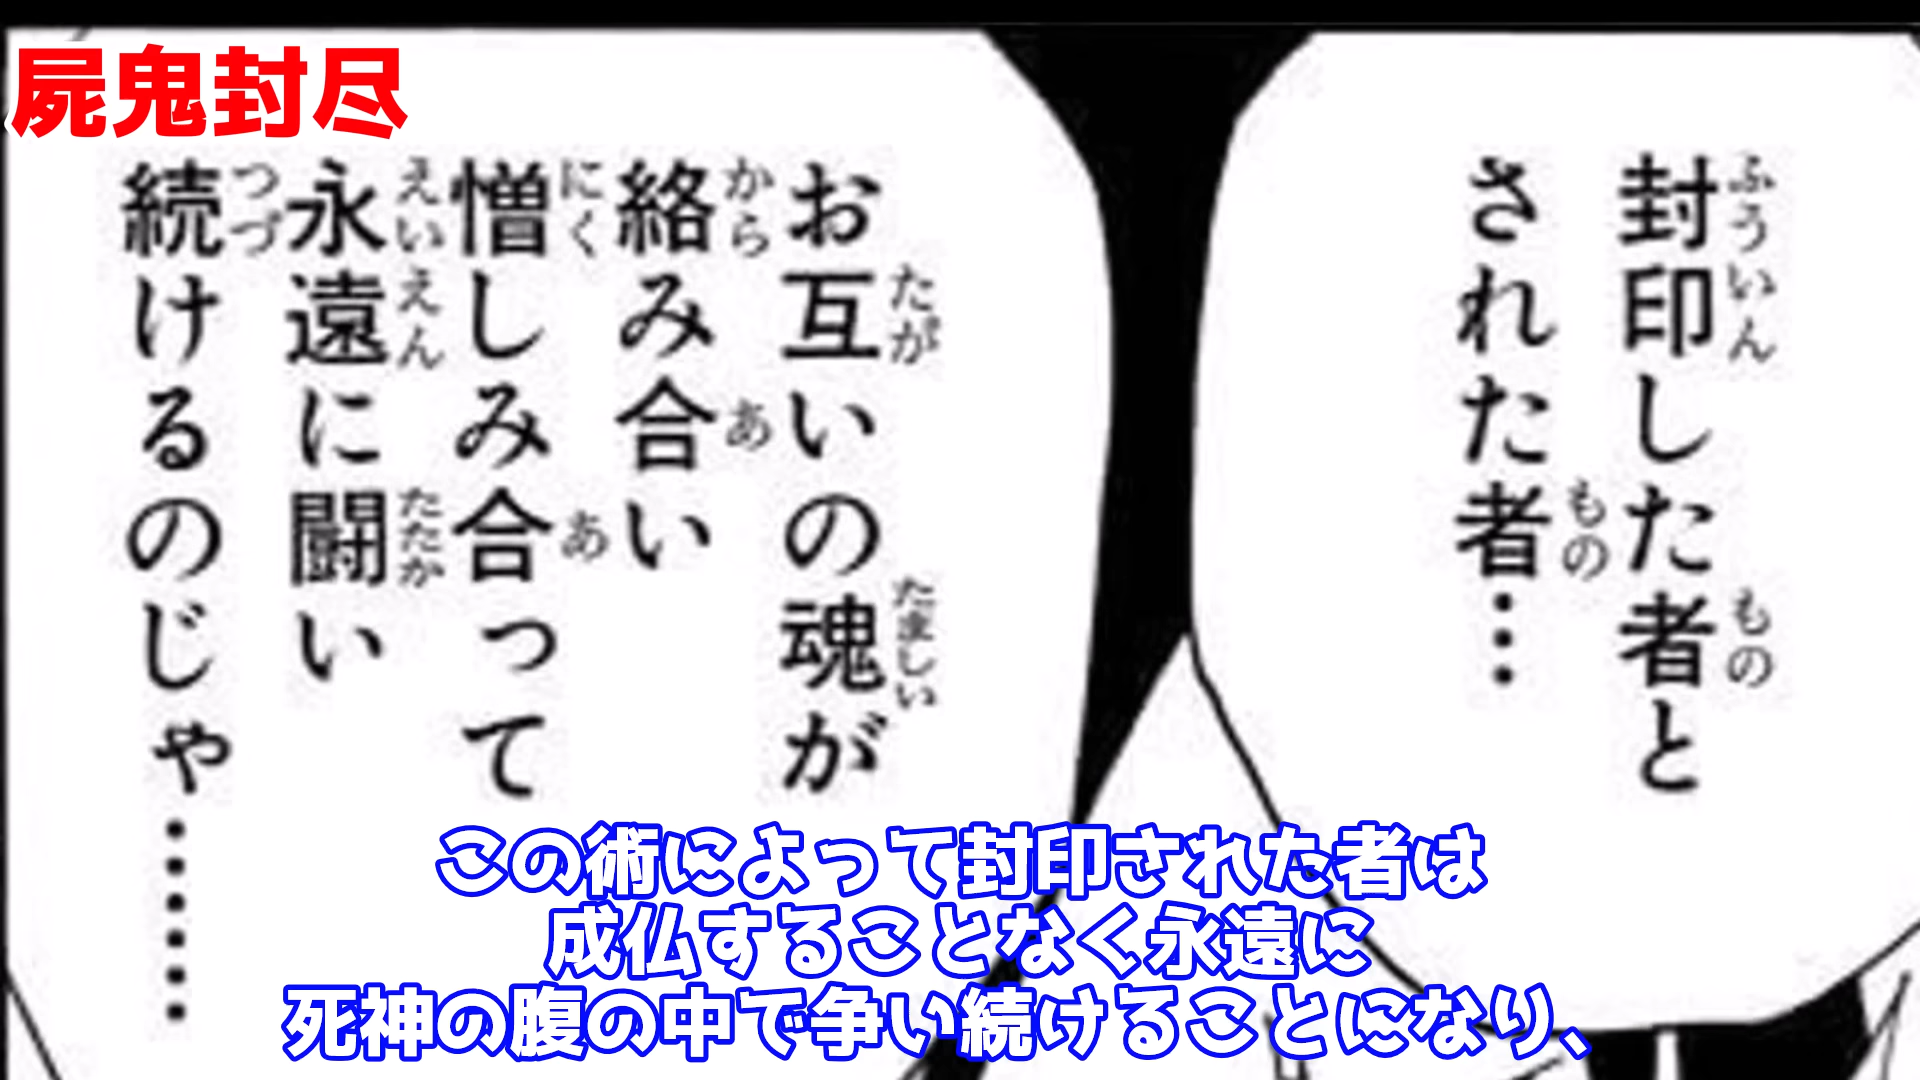 屍鬼封尽
封印した者と
された者…
お互いの魂が
絡み合い
憎しみ合って
永遠に闘い
続けるのじゃ……
この術によって封印された者は
成仏することなく永遠に
死神の腹の中で争い続けることになり、